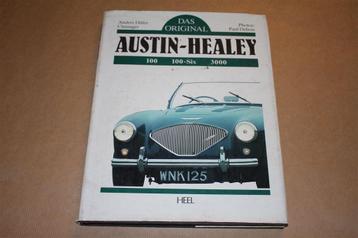 DAS
ORIGINAL
Anders Ditlev
Clausager
Photos:
Paul Debois
AUSTIN-HEALEY
100 100-Six 3000
WNK125
HEEL